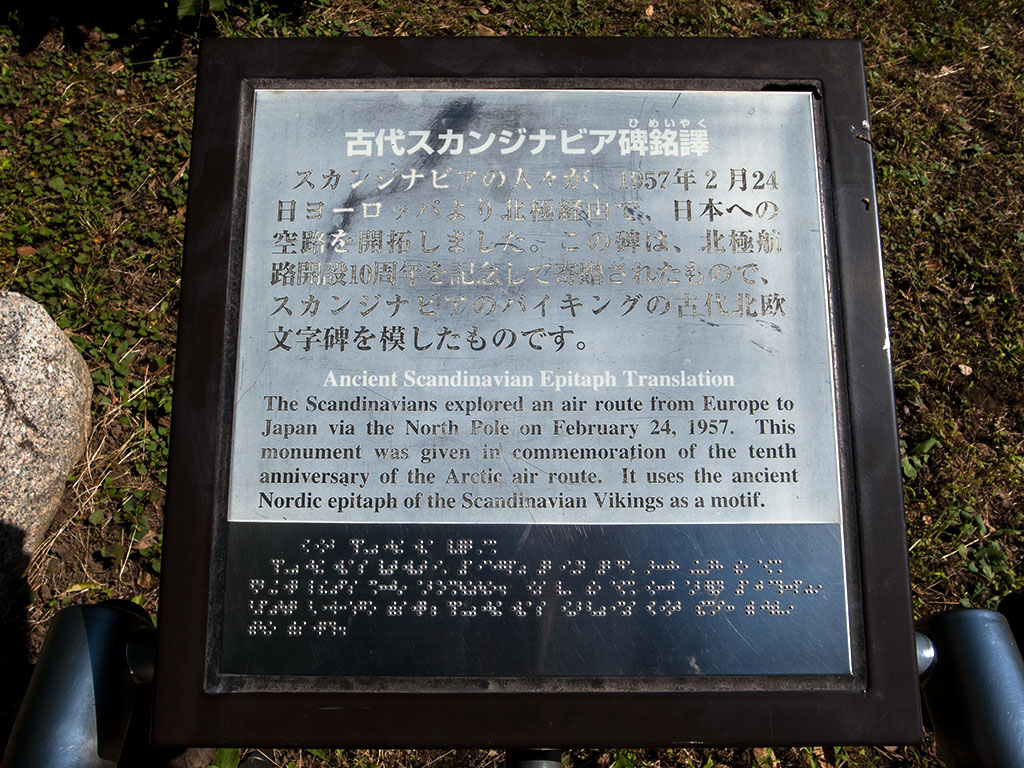 ひめいやく
古代スカンジナビア碑銘譯
スカンジナビアの人々が、1957年2月24
日ヨーロッパより北極経由で、日本への
空路を開拓しました。この碑は、北極航
路開設10周年を記念して寄贈されたもので、
スカンジナビアのバイキングの古代北欧
文字碑を模したものです。
Ancient Scandinavian Epitaph Translation
The Scandinavians explored an air route from Europe to
Japan via the North Pole on February 24, 1957. This
monument was given in commemoration of the tenth
anniversary of the Arctic air route. It uses the ancient
Nordic epitaph of the Scandinavian Vikings as a motif.